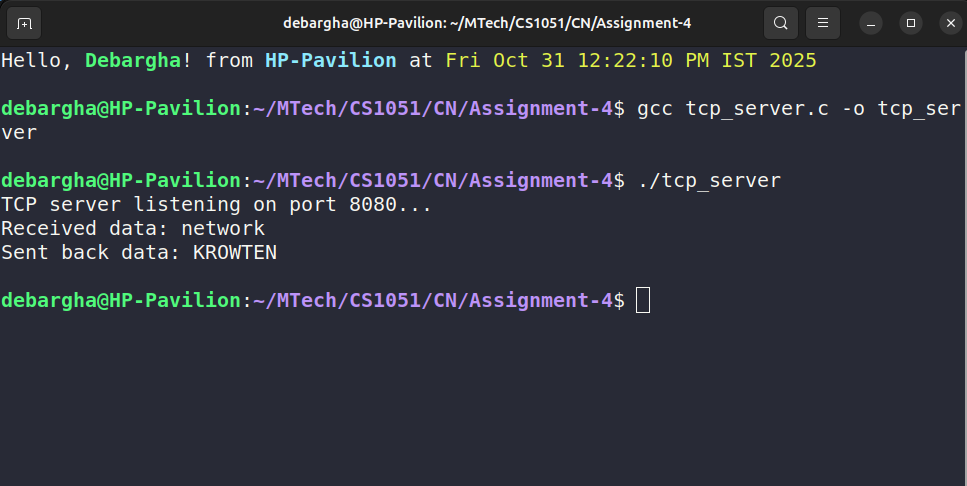 debargha@HP-Pavilion: ~/MTech/CS1051/CN/Assignment-4
Hello, Debargha! from HP-Pavilion at Fri Oct 31 12:22:10 PM IST 2025
debargha@HP-Pavilion:~/MTech/CS1051/CN/Assignment-4$ gcc tcp_server.c -o tcp_ser
ver
debargha@HP-Pavilion:~/MTech/CS1051/CN/Assignment-4$ ./tcp_server
TCP server listening on port 8080...
Received data: network
Sent back data: KROWTEN
debargha@HP-Pavilion:~/MTech/CS1051/CN/Assignment-4$